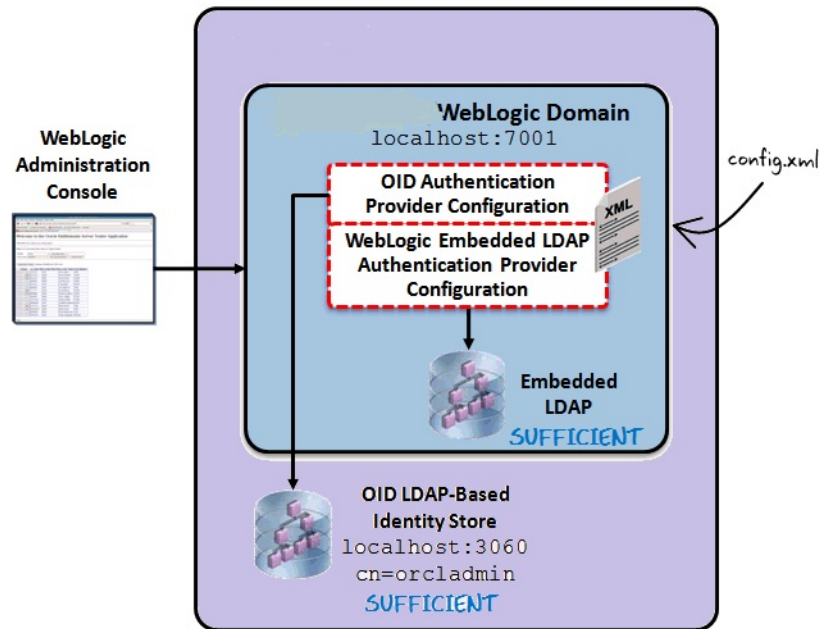 WebLogic Domain
localhost:7001
WebLogic
Administration
Console
config.xml
OID Authentication
Provider Configuration
XML
WebLogic Embedded LDAP
Authentication Provider
Configuration
Embedded
LDAP
SUFFICIENT
OID LDAP-Based
Identity Store
localhost:3060
cn=orcladmin
SUFFICIENT